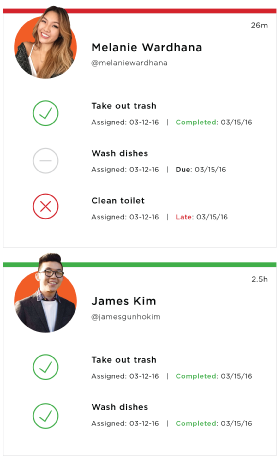 26m
Melanie Wardhana
@melaniewardhana
Take out trash
Assigned: 03-12-16 | Completed: 03/15/16
Wash dishes
Assigned: 03-12-16 | Due: 03/15/16
Clean toilet
Assigned: 03-12-16 | Late: 03/15/16
2.5h
James Kim
@jamesgunhokim
Take out trash
Assigned: 03-12-16 | Completed: 03/15/16
Wash dishes
Assigned: 03-12-16 | Completed: 03/15/16